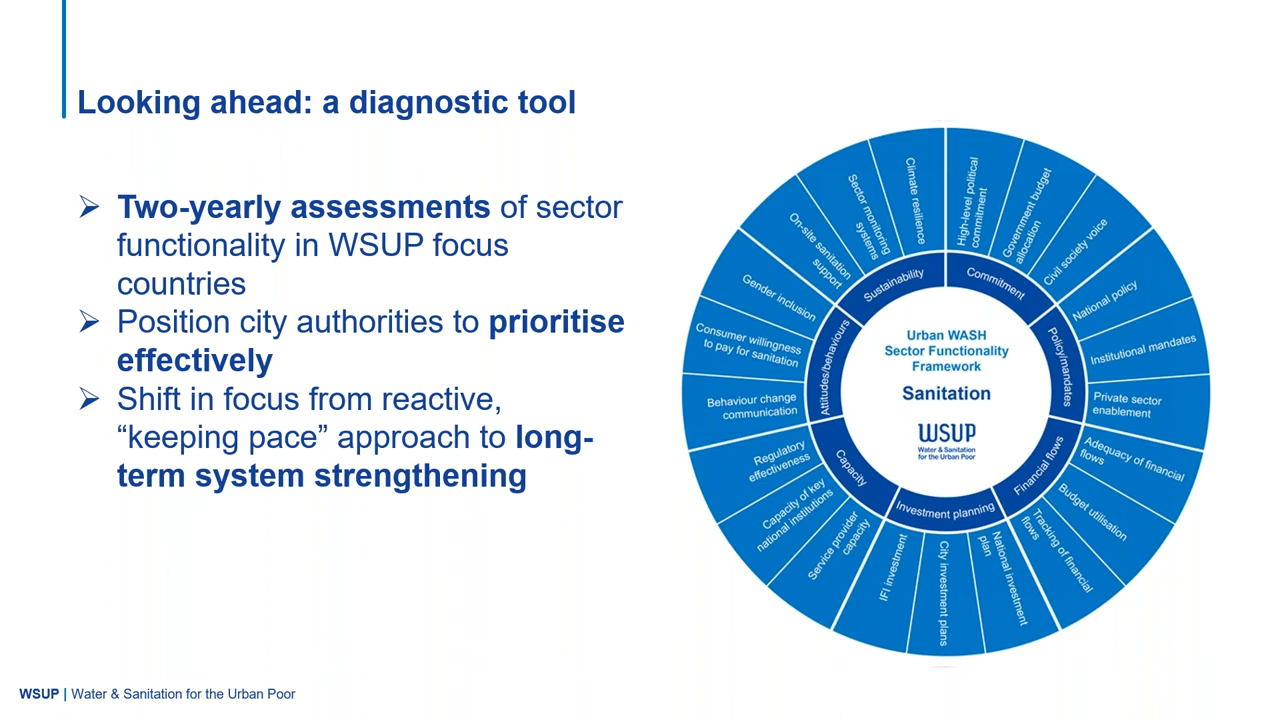 Looking ahead: a diagnostic tool
➢ Two-yearly assessments of sector
functionality in WSUP focus
countries
➢ Position city authorities to prioritise
effectively
➢ Shift in focus from reactive,
“keeping pace” approach to long-
term system strengthening
Urban WASH
Sector Functionality
Framework
Sanitation
WSUP
Water & Sanitation
for the Urban Poor
Commitment
High-level political
commitment
Government budget
allocation
Civil society voice
Policy/mandates
National policy
Institutional mandates
Private sector
enablement
Financial flows
Adequacy of financial
flows
Budget utilisation
Tracking of financial
flows
Investment planning
National investment
plan
City investment plans
IFI investment
Capacity
Service provider
capacity
Capacity of key
national institutions
Regulatory
effectiveness
Attitudes/behaviours
Behaviour change
communication
Consumer willingness
to pay for sanitation
Gender inclusion
Sustainability
On-site sanitation
support
Sector monitoring
systems
Climate resilience
WSUP | Water & Sanitation for the Urban Poor